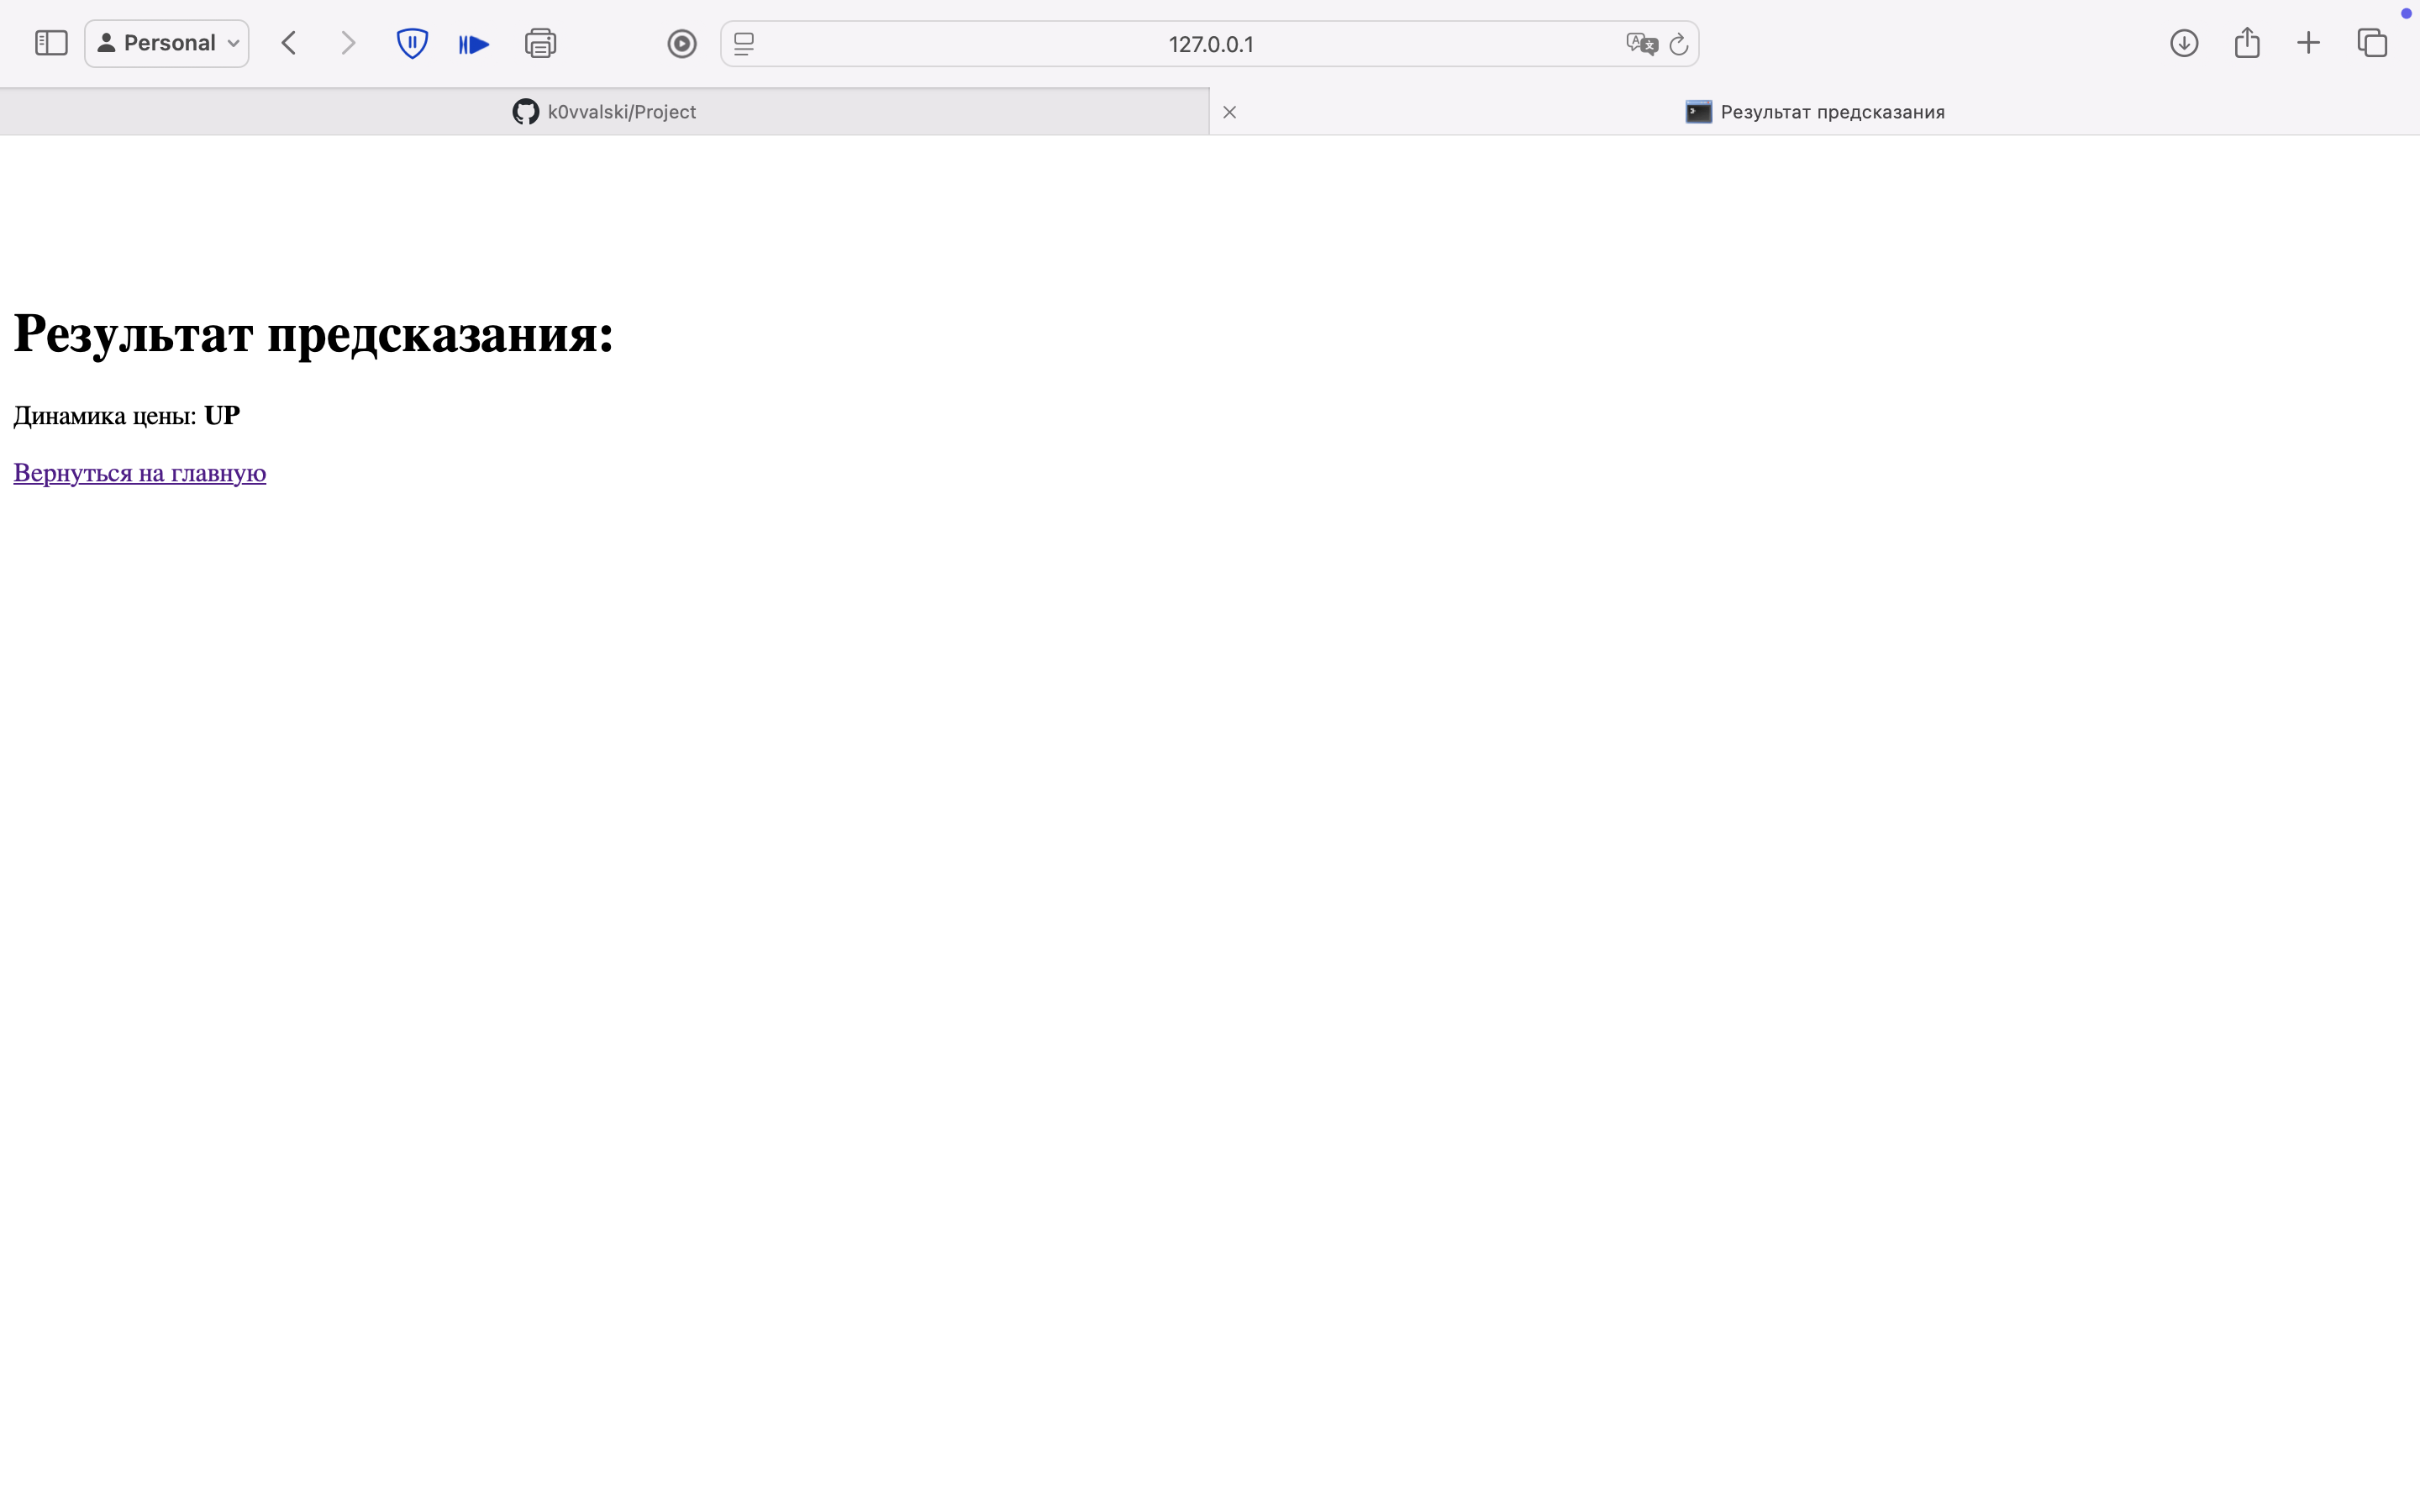 Personal
127.0.0.1
k0vvalski/Project
Результат предсказания
Результат предсказания:
Динамика цены: UP
Вернуться на главную